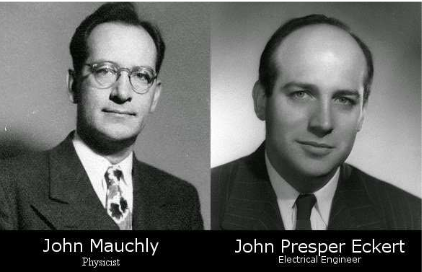 John Mauchly
Physicist
John Presper Eckert
Electrical Engineer